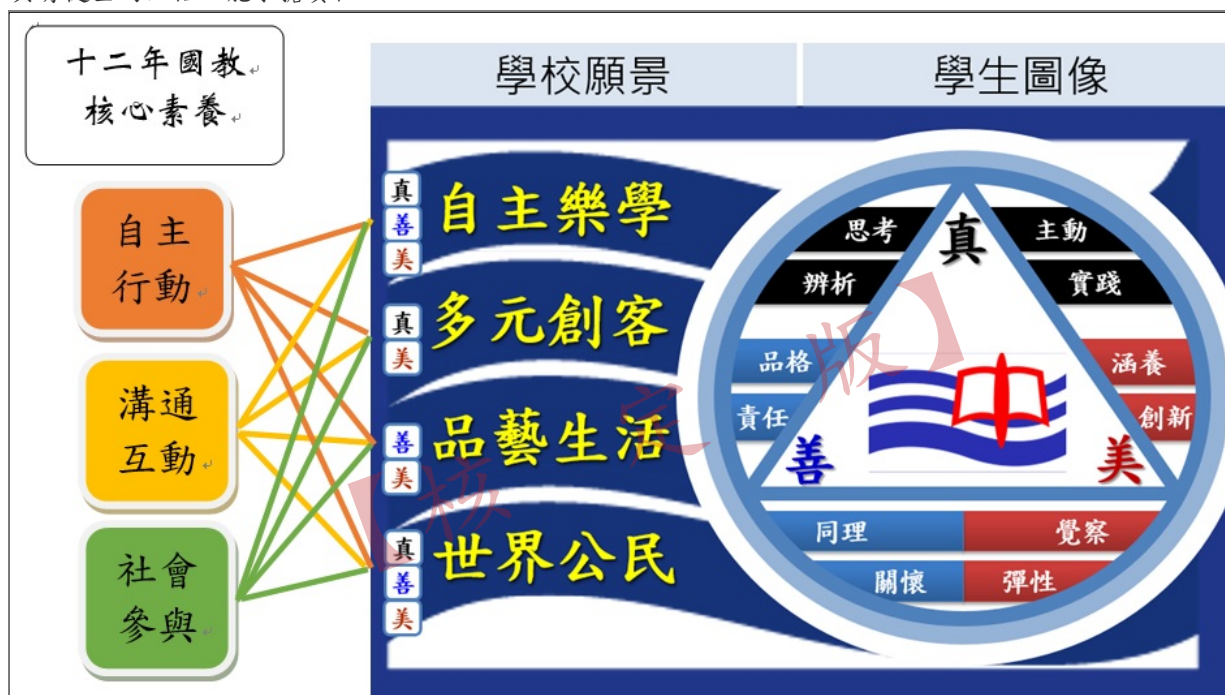 十二年國教
核心素養
自主
行動
溝通
互動
社會
參與
學校願景
真
善
美
自主樂學
真
美
多元創客
善
美
品藝生活
真
善
美
世界公民
學生圖像
真
思考
主動
辨析
實踐
品格
涵養
責任
創新
善
美
同理
覺察
關懷
彈性
【核定版】